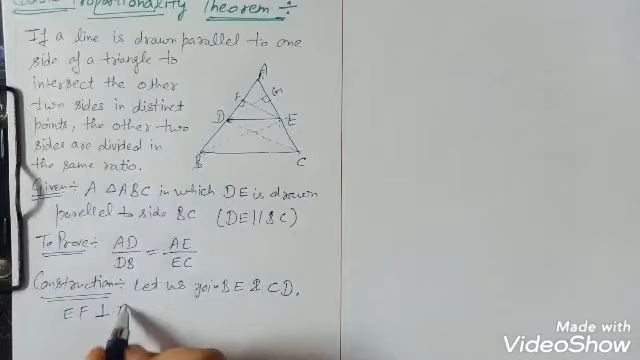 Basic Proportionality Theorem ÷
If a line is drawn parallel to one
side of a triangle to
intersect the other
two sides in distinct
points, the other two
sides are divided in
the same ratio.
A
F
G
D
E
B
C
Given÷ A △ABC in which DE is drawn
parallel to side BC (DE||BC)
To Prove÷ AD/DB = AE/EC
Construction÷ Let us join BE & CD.
EF ⊥
Made with
VideoShow